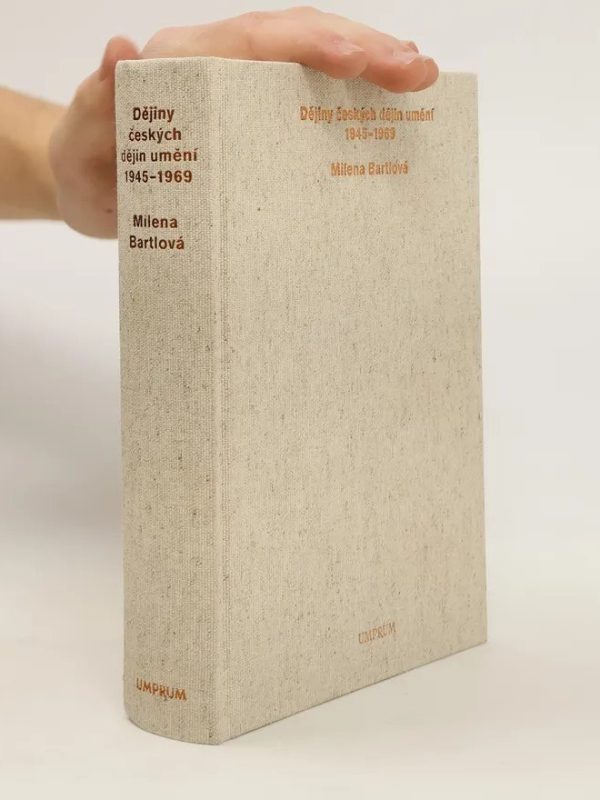 Dějiny
českých
dějin umění
1945–1969
Milena
Bartlová
UMPRUM
Dějiny českých dějin umění
1945–1969
Milena Bartlová
UMPRUM